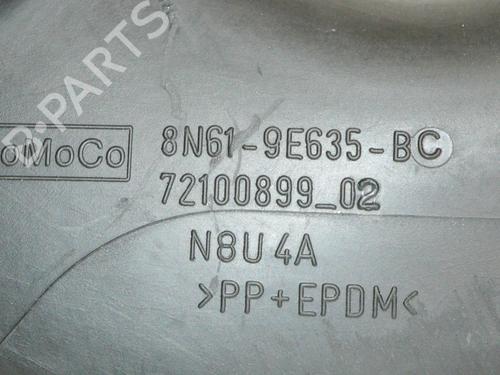 R-PARTS
oMoCo
8N61-9E635-BC
72100899_02
N8U4A
>PP+EPDM<